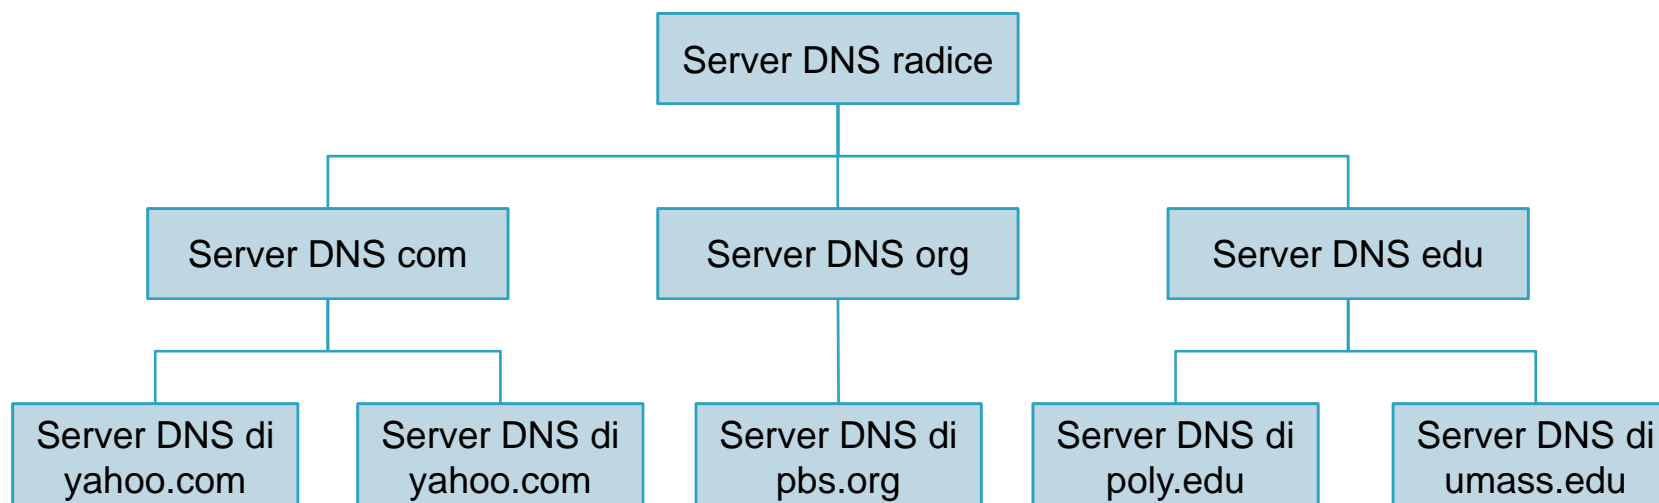 Server DNS radice
Server DNS com
Server DNS org
Server DNS edu
Server DNS di
yahoo.com
Server DNS di
yahoo.com
Server DNS di
pbs.org
Server DNS di
poly.edu
Server DNS di
umass.edu